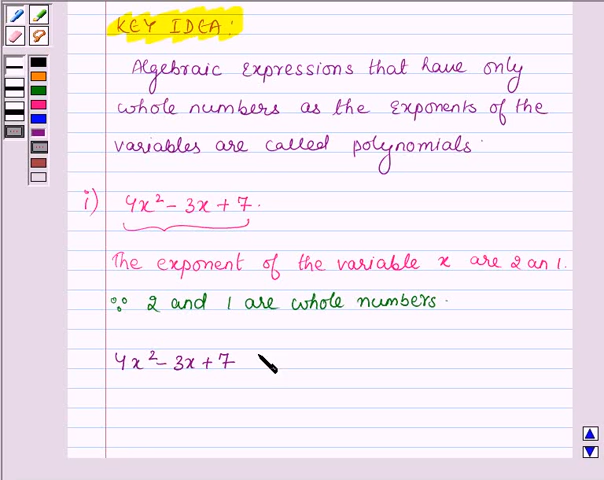 KEY IDEA:
Algebraic expressions that have only
whole numbers as the exponents of the
variables are called polynomials.
i) 4x² - 3x + 7.
The exponent of the variable x are 2 an 1.
∵ 2 and 1 are whole numbers.
4x² - 3x + 7